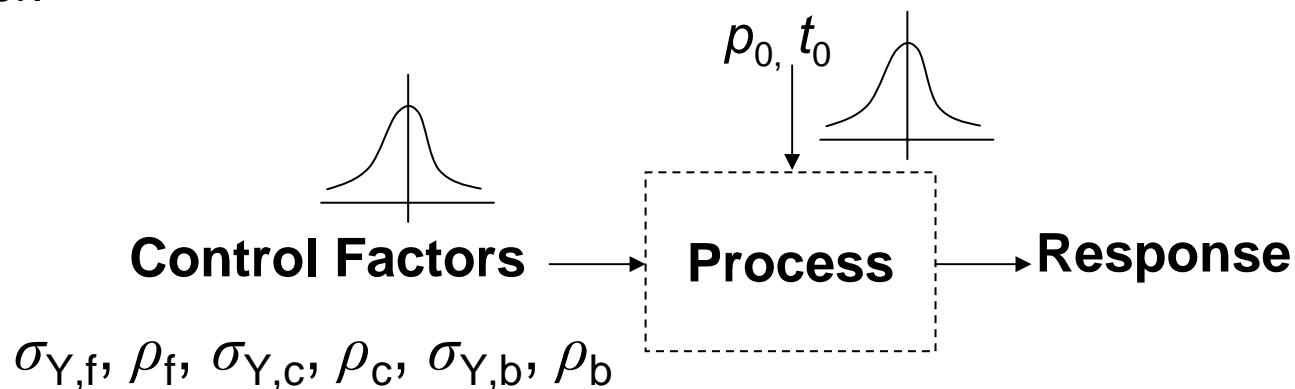 p₀, t₀
Control Factors
Process
Response
σY,f, ρf, σY,c, ρc, σY,b, ρb